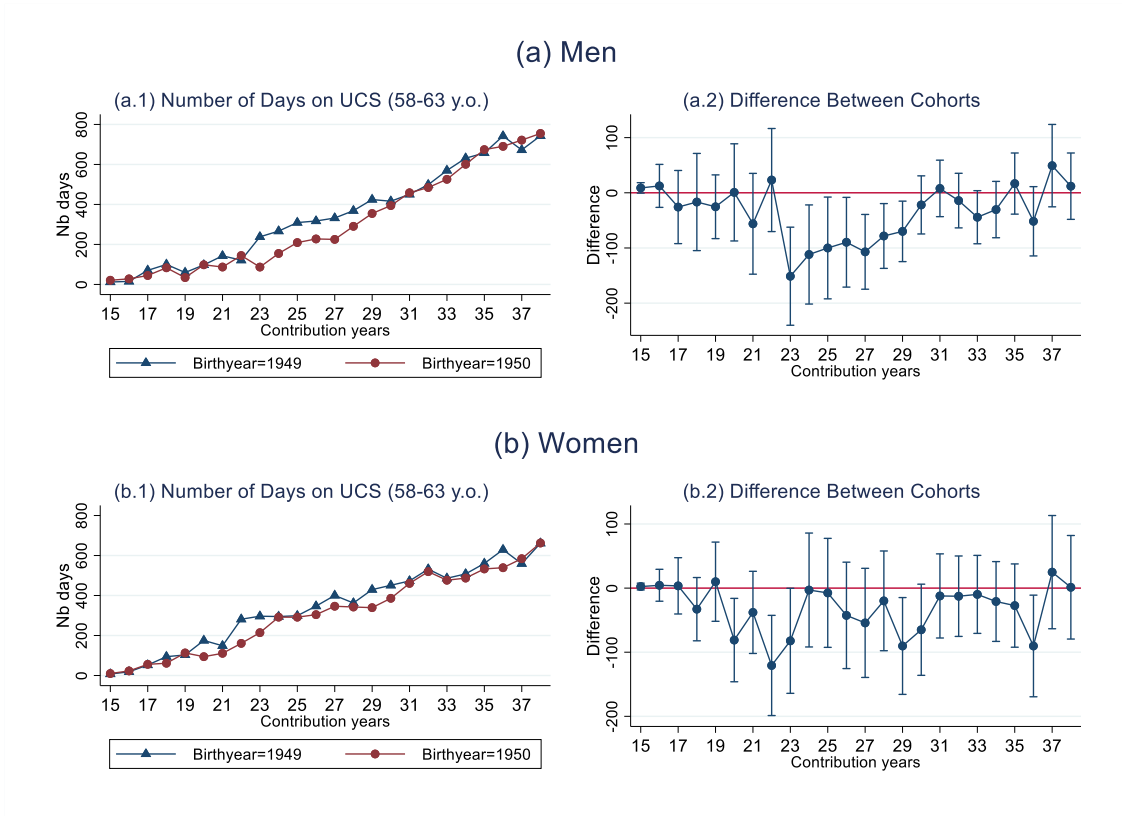 (a) Men
(a.1) Number of Days on UCS (58-63 y.o.)
Nb days
800
600
400
200
0
15 17 19 21 23 25 27 29 31 33 35 37
Contribution years
Birthyear=1949 Birthyear=1950
(a.2) Difference Between Cohorts
Difference
100
0
-100
-200
15 17 19 21 23 25 27 29 31 33 35 37
Contribution years
(b) Women
(b.1) Number of Days on UCS (58-63 y.o.)
Nb days
800
600
400
200
0
15 17 19 21 23 25 27 29 31 33 35 37
Contribution years
Birthyear=1949 Birthyear=1950
(b.2) Difference Between Cohorts
Difference
100
0
-100
-200
15 17 19 21 23 25 27 29 31 33 35 37
Contribution years